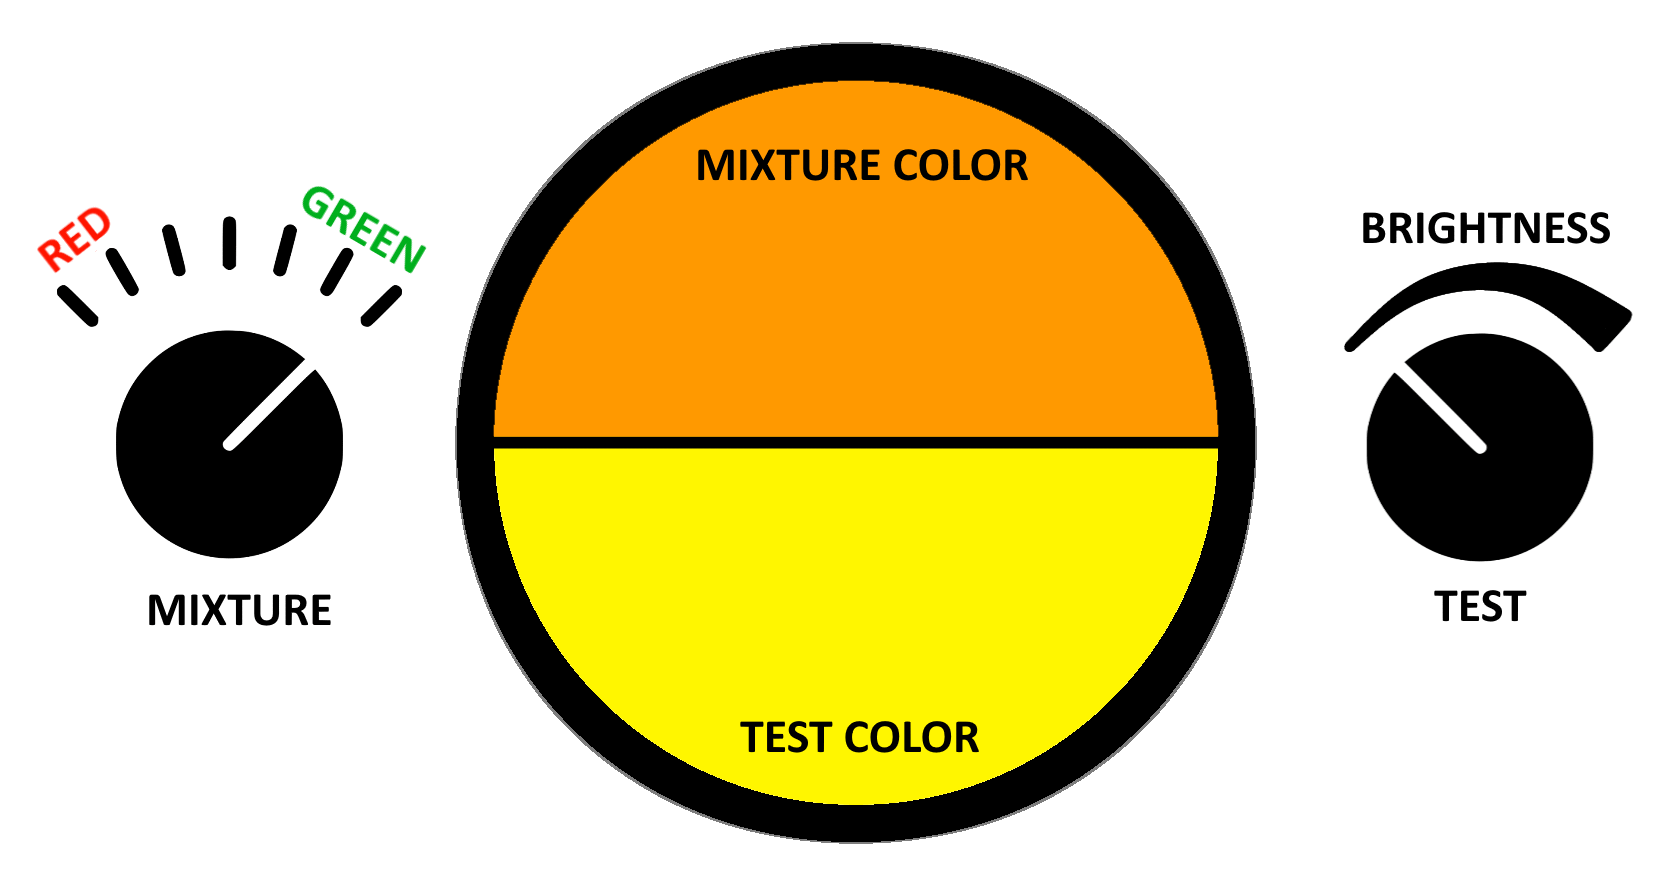 RED
GREEN
MIXTURE
MIXTURE COLOR
TEST COLOR
BRIGHTNESS
TEST